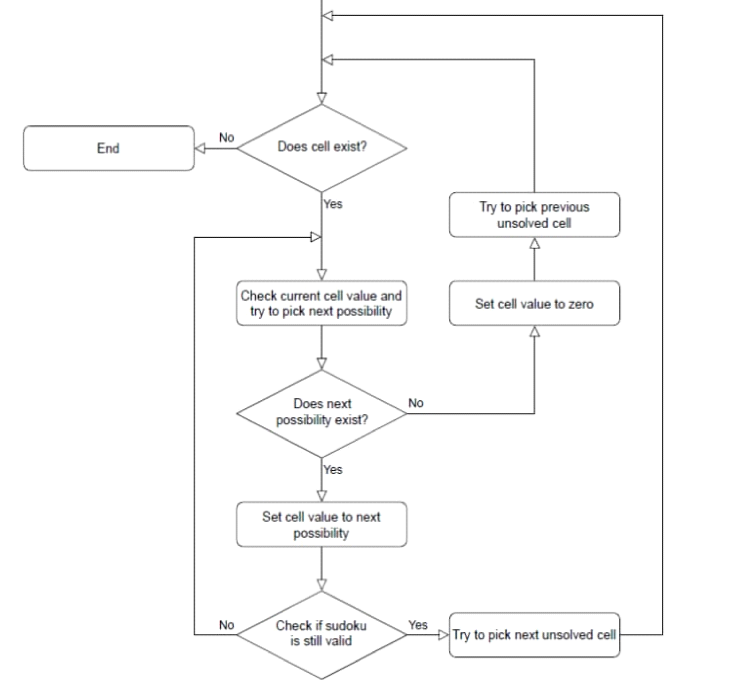 No
End
Does cell exist?
Yes
Try to pick previous
unsolved cell
Check current cell value and
try to pick next possibility
Set cell value to zero
Does next
possibility exist?
No
Yes
Set cell value to next
possibility
No
Check if sudoku
is still valid
Yes
Try to pick next unsolved cell